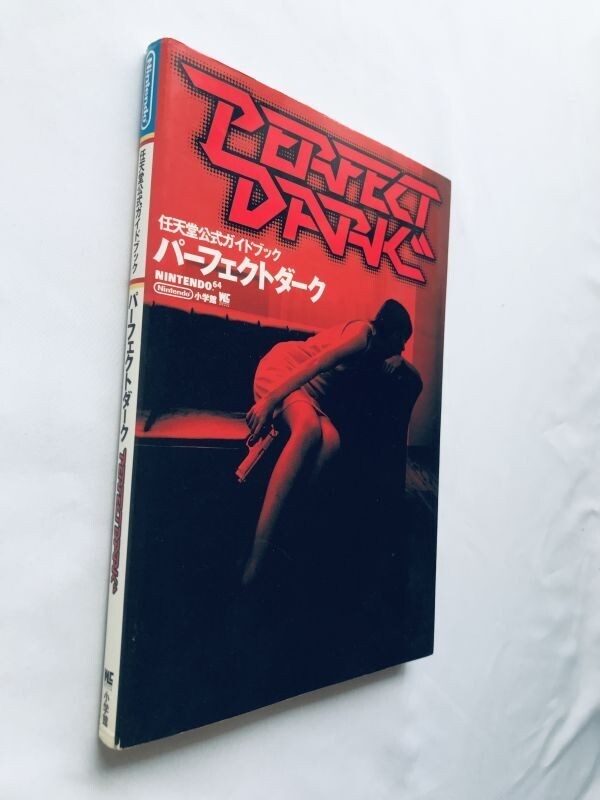 PERFECT
DARK
任天堂公式ガイドブック
パーフェクトダーク
NINTENDO64
Nintendo 小学館
Nintendo
任天堂公式ガイドブック
パーフェクトダーク
PERFECT DARK
小学館